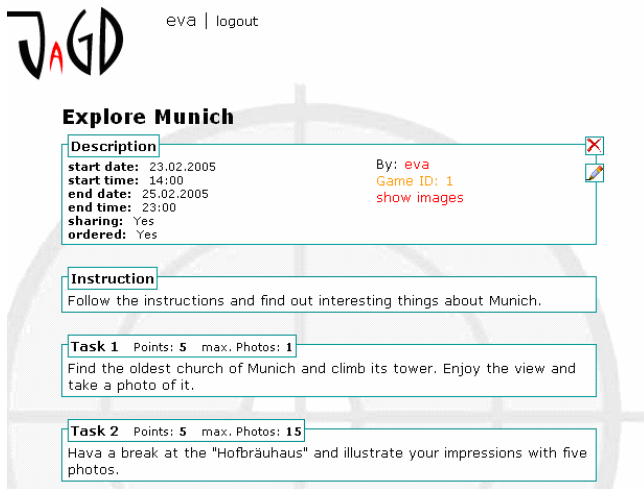 JAGD
eva | logout
Explore Munich
Description
start date: 23.02.2005
start time: 14:00
end date: 25.02.2005
end time: 23:00
sharing: Yes
ordered: Yes
By: eva
Game ID: 1
show images
Instruction
Follow the instructions and find out interesting things about Munich.
Task 1 Points: 5 max. Photos: 1
Find the oldest church of Munich and climb its tower. Enjoy the view and
take a photo of it.
Task 2 Points: 5 max. Photos: 15
Hava a break at the "Hofbräuhaus" and illustrate your impressions with five
photos.